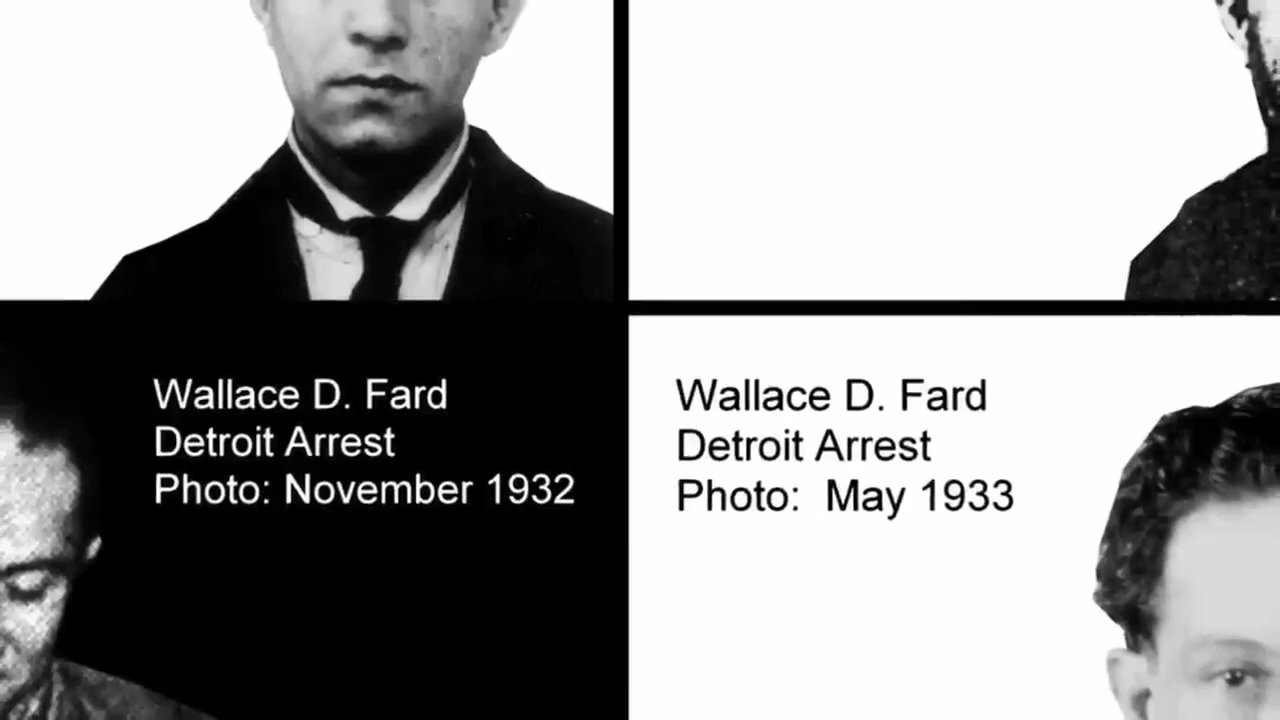 Wallace D. Fard
Detroit Arrest
Photo: November 1932
Wallace D. Fard
Detroit Arrest
Photo:  May 1933